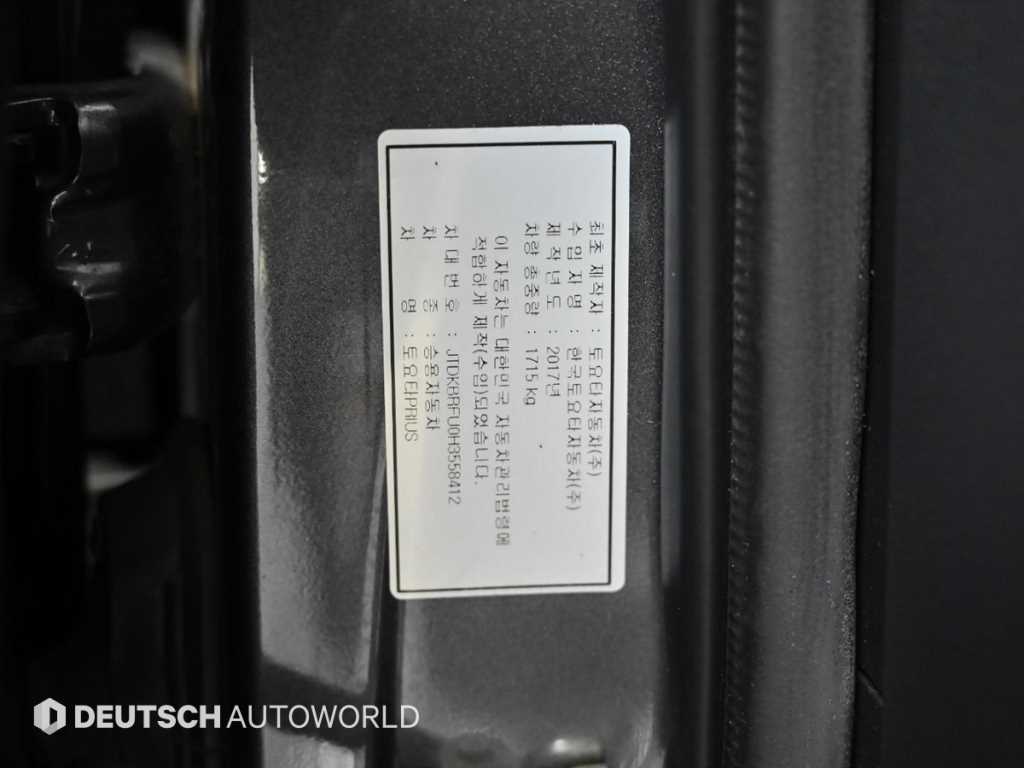 최초 제작자 : 토요타자동차(주)
수입 자 명 : 한국토요타자동차(주)
제 작 년 도 : 2017년
차량 총중량 : 1715 kg
이 자동차는 대한민국 자동차관리법령에
적합하게 제작(수입)되었습니다.
차 대 번 호 : JTDKBRFU0H3558412
차 종 : 승용자동차
차 명 : 토요타PRIUS
DEUTSCH AUTOWORLD